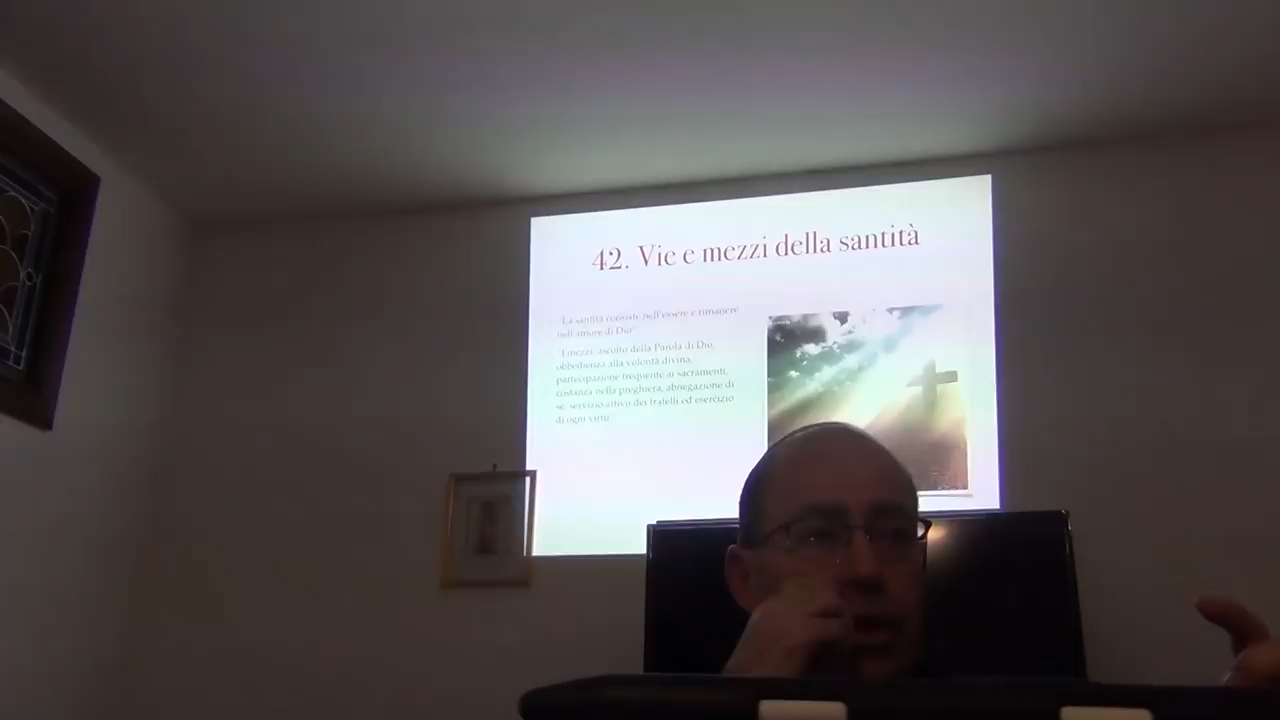 42. Vie e mezzi della santità
"La santità consiste nell'essere e rimanere
nell'amore di Dio"
I mezzi: ascolto della Parola di Dio,
obbedienza alla volontà divina,
partecipazione frequente ai sacramenti,
costanza nella preghiera, abnegazione di
sé, servizio attivo dei fratelli ed esercizio
di ogni virtù